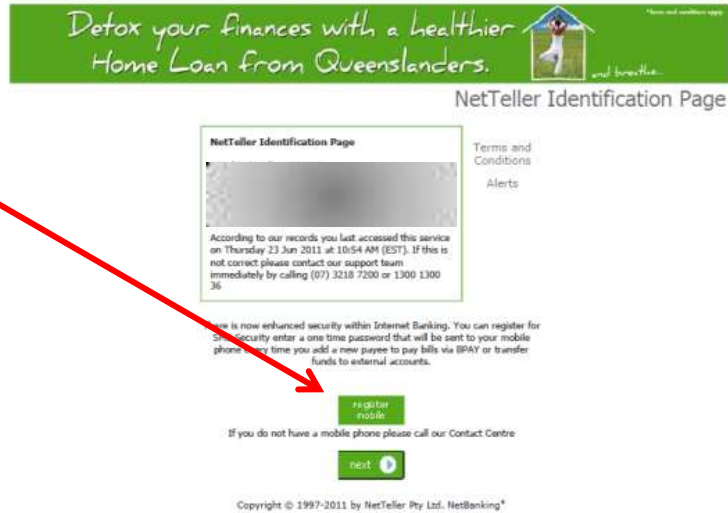 *Terms and conditions apply
Detox your finances with a healthier
Home Loan from Queenslanders.
and breathe...
NetTeller Identification Page
NetTeller Identification Page
Terms and
Conditions
Alerts
According to our records you last accessed this service
on Thursday 23 Jun 2011 at 10:54 AM (EST). If this is
not correct please contact our support team
immediately by calling (07) 3218 7200 or 1300 1300
36
There is now enhanced security within Internet Banking. You can register for
SMS Security enter a one time password that will be sent to your mobile
phone every time you add a new payee to pay bills via BPAY or transfer
funds to external accounts.
register
mobile
If you do not have a mobile phone please call our Contact Centre
next
Copyright © 1997-2011 by NetTeller Pty Ltd. NetBanking*